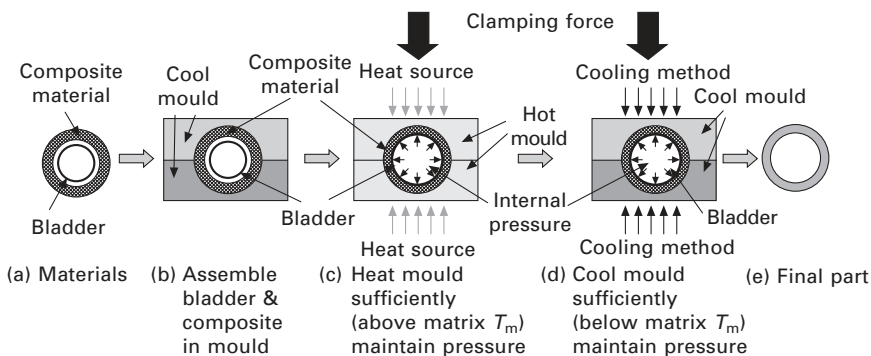 Clamping force
Composite
material
Cool
mould
Composite
material
Heat source
Cooling method
Cool mould
Hot
mould
Bladder
Bladder
Internal
pressure
Bladder
Heat source
Cooling method
(a) Materials
(b) Assemble
bladder &
composite
in mould
(c) Heat mould
sufficiently
(above matrix Tm)
maintain pressure
(d) Cool mould
sufficiently
(below matrix Tm)
maintain pressure
(e) Final part